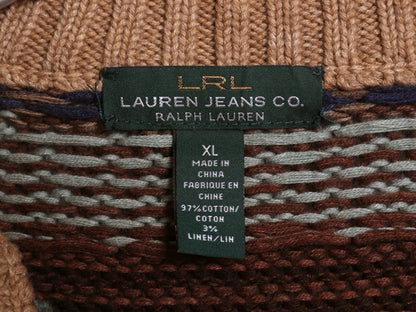 LRL
LAUREN JEANS CO.
RALPH LAUREN
XL
MADE IN
CHINA
FABRIQUE EN
CHINE
97% COTTON/
COTON
3%
LINEN/LIN